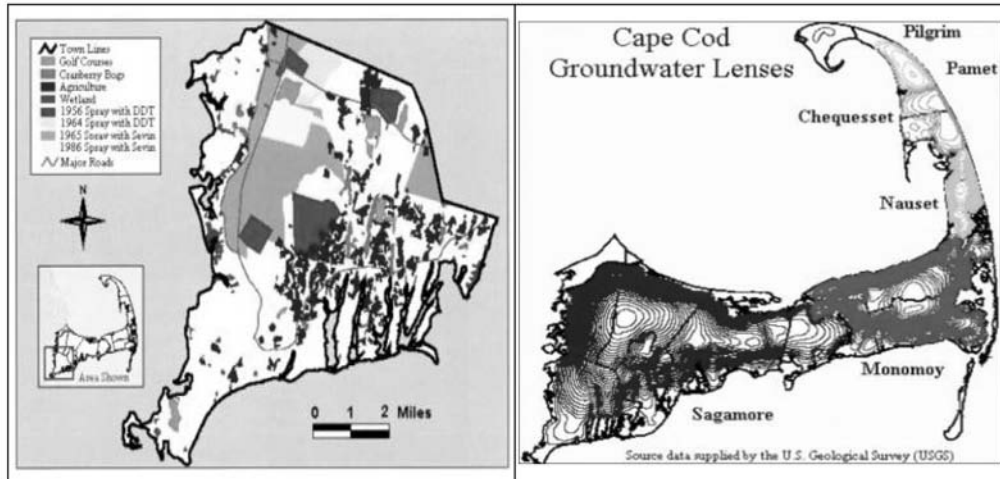 Town Lines
Golf Courses
Cranberry Bogs
Agriculture
Wetland
1956 Spray with DDT
1964 Spray with DDT
1965 Spray with Sevin
1986 Spray with Sevin
Major Roads
N
Area Shown
0 1 2 Miles
Cape Cod
Groundwater Lenses
Pilgrim
Pamet
Chequesset
Nauset
Monomoy
Sagamore
Source data supplied by the U.S. Geological Survey (USGS)